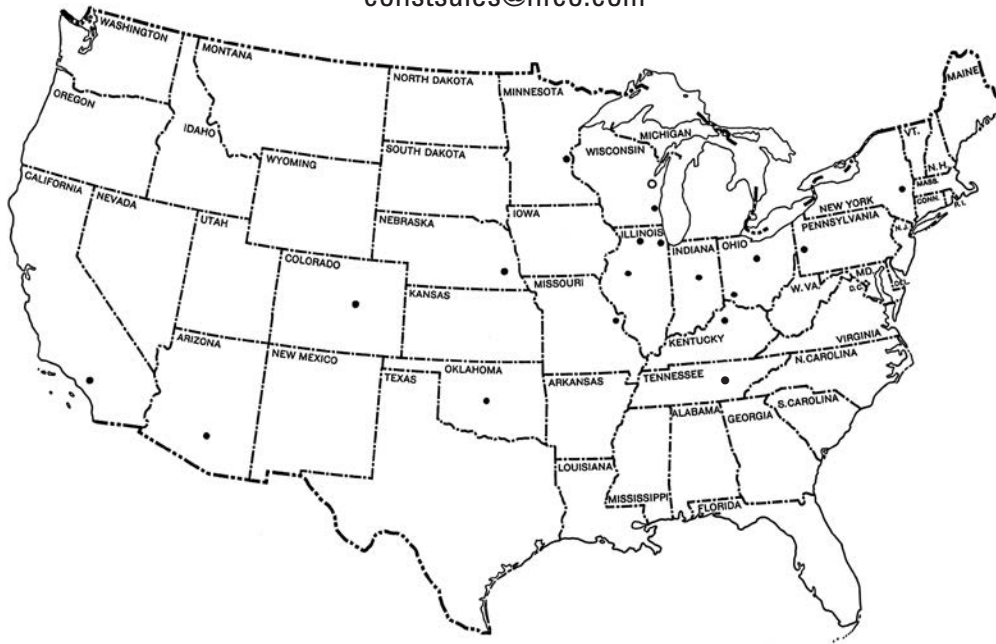 WASHINGTON
MONTANA
NORTH DAKOTA
MINNESOTA
MAINE
OREGON
IDAHO
SOUTH DAKOTA
WISCONSIN
MICHIGAN
VT.
N.H.
WYOMING
MASS.
CONN.
R.I.
CALIFORNIA
NEVADA
UTAH
NEBRASKA
IOWA
ILLINOIS
INDIANA
OHIO
NEW YORK
PENNSYLVANIA
N.J.
COLORADO
KANSAS
MISSOURI
W. VA.
MD.
D.C.
DEL.
ARIZONA
NEW MEXICO
TEXAS
OKLAHOMA
ARKANSAS
KENTUCKY
TENNESSEE
VIRGINIA
N. CAROLINA
S. CAROLINA
ALABAMA
GEORGIA
LOUISIANA
MISSISSIPPI
FLORIDA